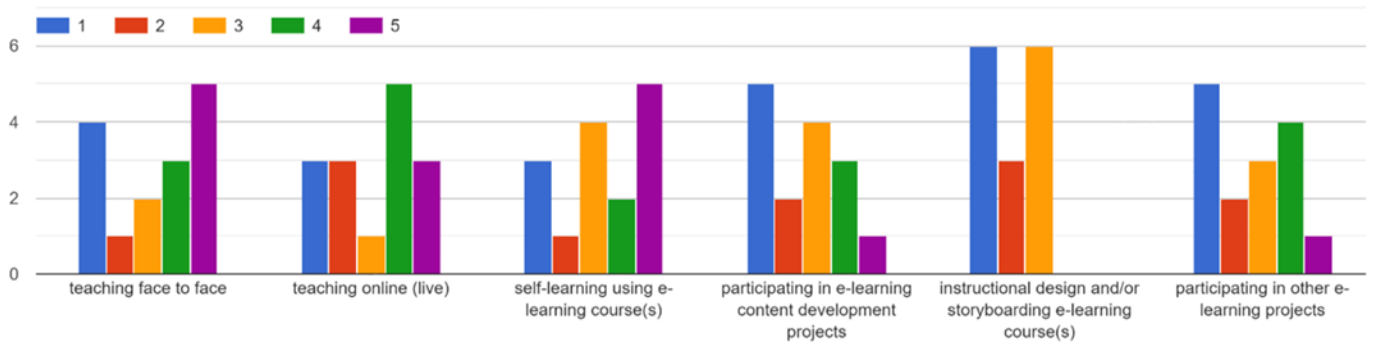 1 2 3 4 5
6
4
2
0
teaching face to face
teaching online (live)
self-learning using e-
learning course(s)
participating in e-learning
content development
projects
instructional design and/or
storyboarding e-learning
course(s)
participating in other e-
learning projects